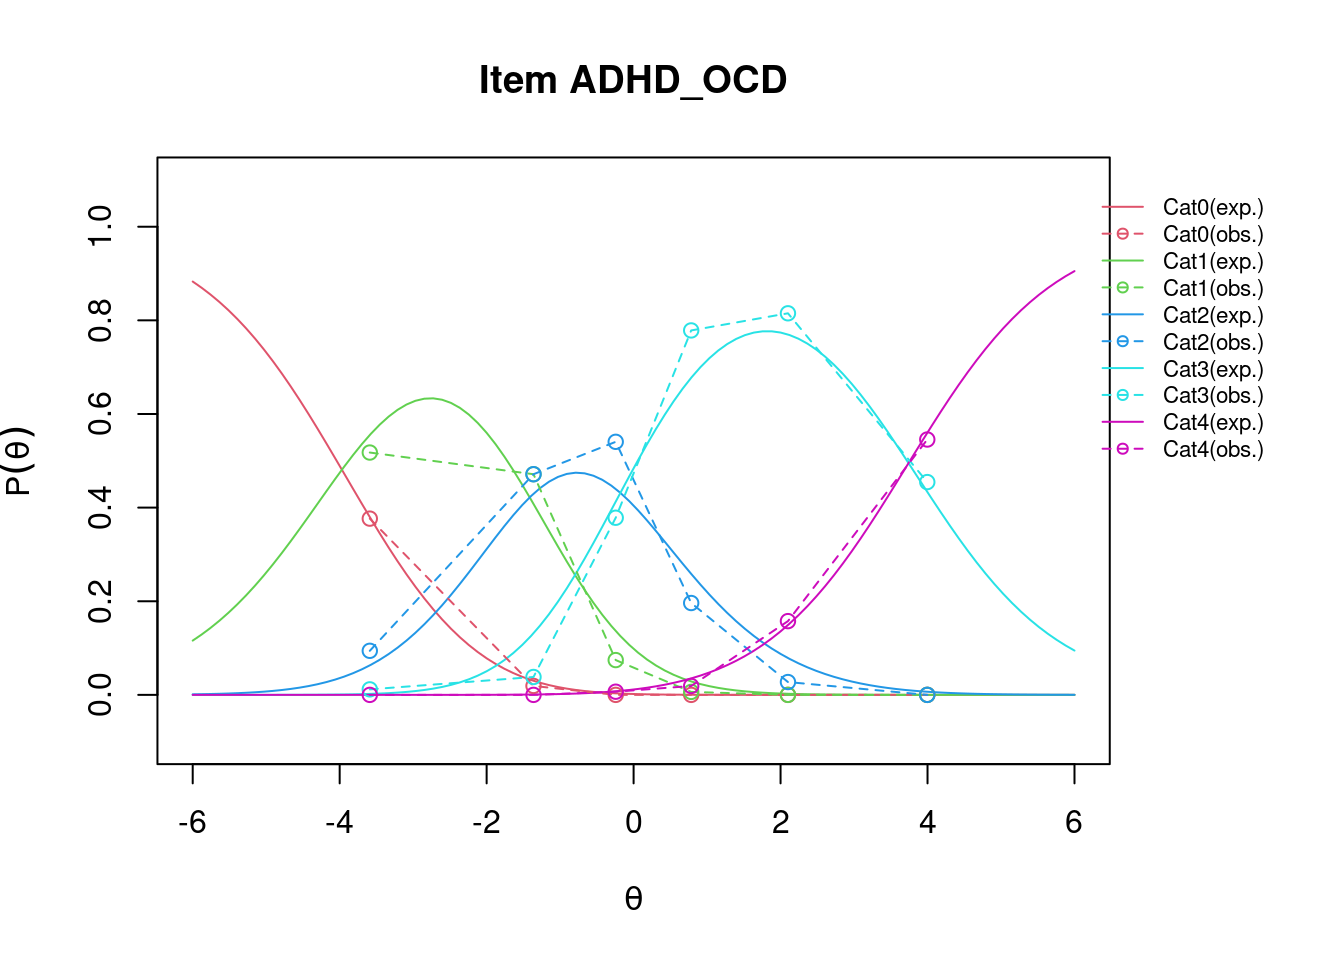 Item ADHD_OCD
P(θ)
1.0
0.8
0.6
0.4
0.2
0.0
-6 -4 -2 0 2 4 6
θ
Cat0(exp.)
Cat0(obs.)
Cat1(exp.)
Cat1(obs.)
Cat2(exp.)
Cat2(obs.)
Cat3(exp.)
Cat3(obs.)
Cat4(exp.)
Cat4(obs.)